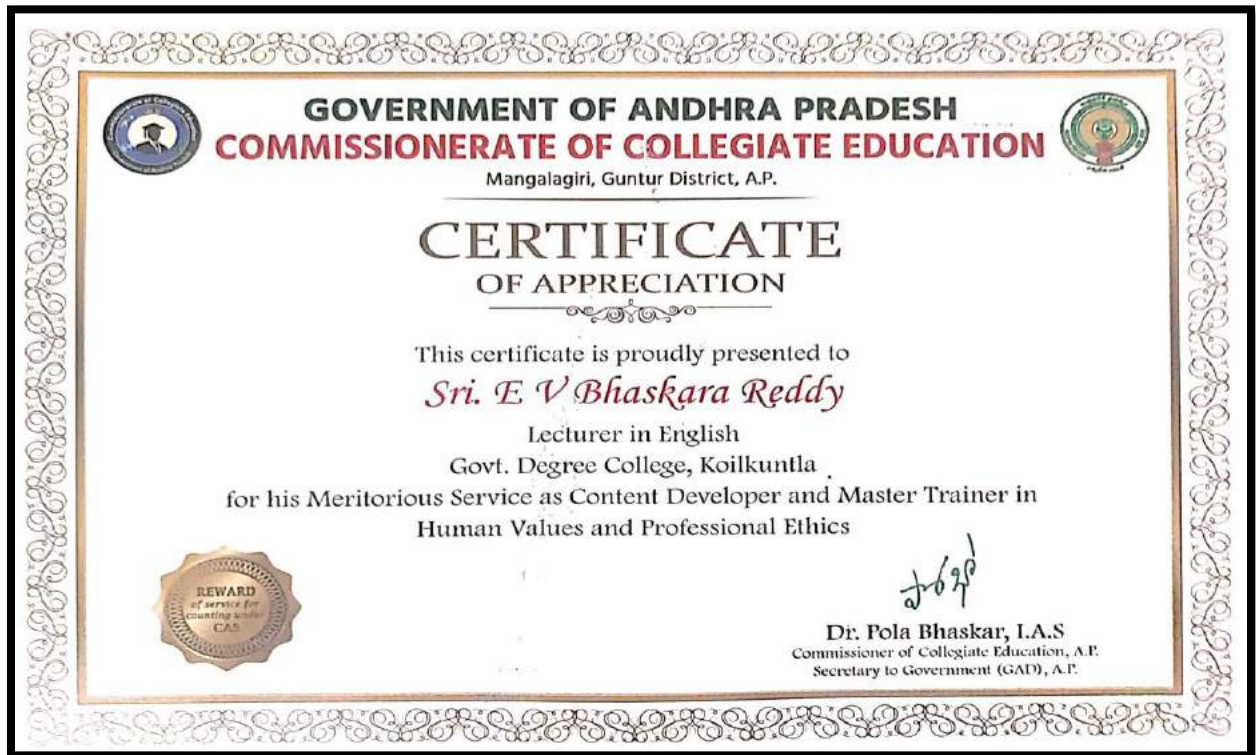 GOVERNMENT OF ANDHRA PRADESH
COMMISSIONERATE OF COLLEGIATE EDUCATION
Mangalagiri, Guntur District, A.P.
CERTIFICATE
OF APPRECIATION
This certificate is proudly presented to
Sri. E V Bhaskara Reddy
Lecturer in English
Govt. Degree College, Koilkuntla
for his Meritorious Service as Content Developer and Master Trainer in
Human Values and Professional Ethics
REWARD
of service for
counting under
CAS
Dr. Pola Bhaskar, I.A.S
Commissioner of Collegiate Education, A.P.
Secretary to Government (GAD), A.P.